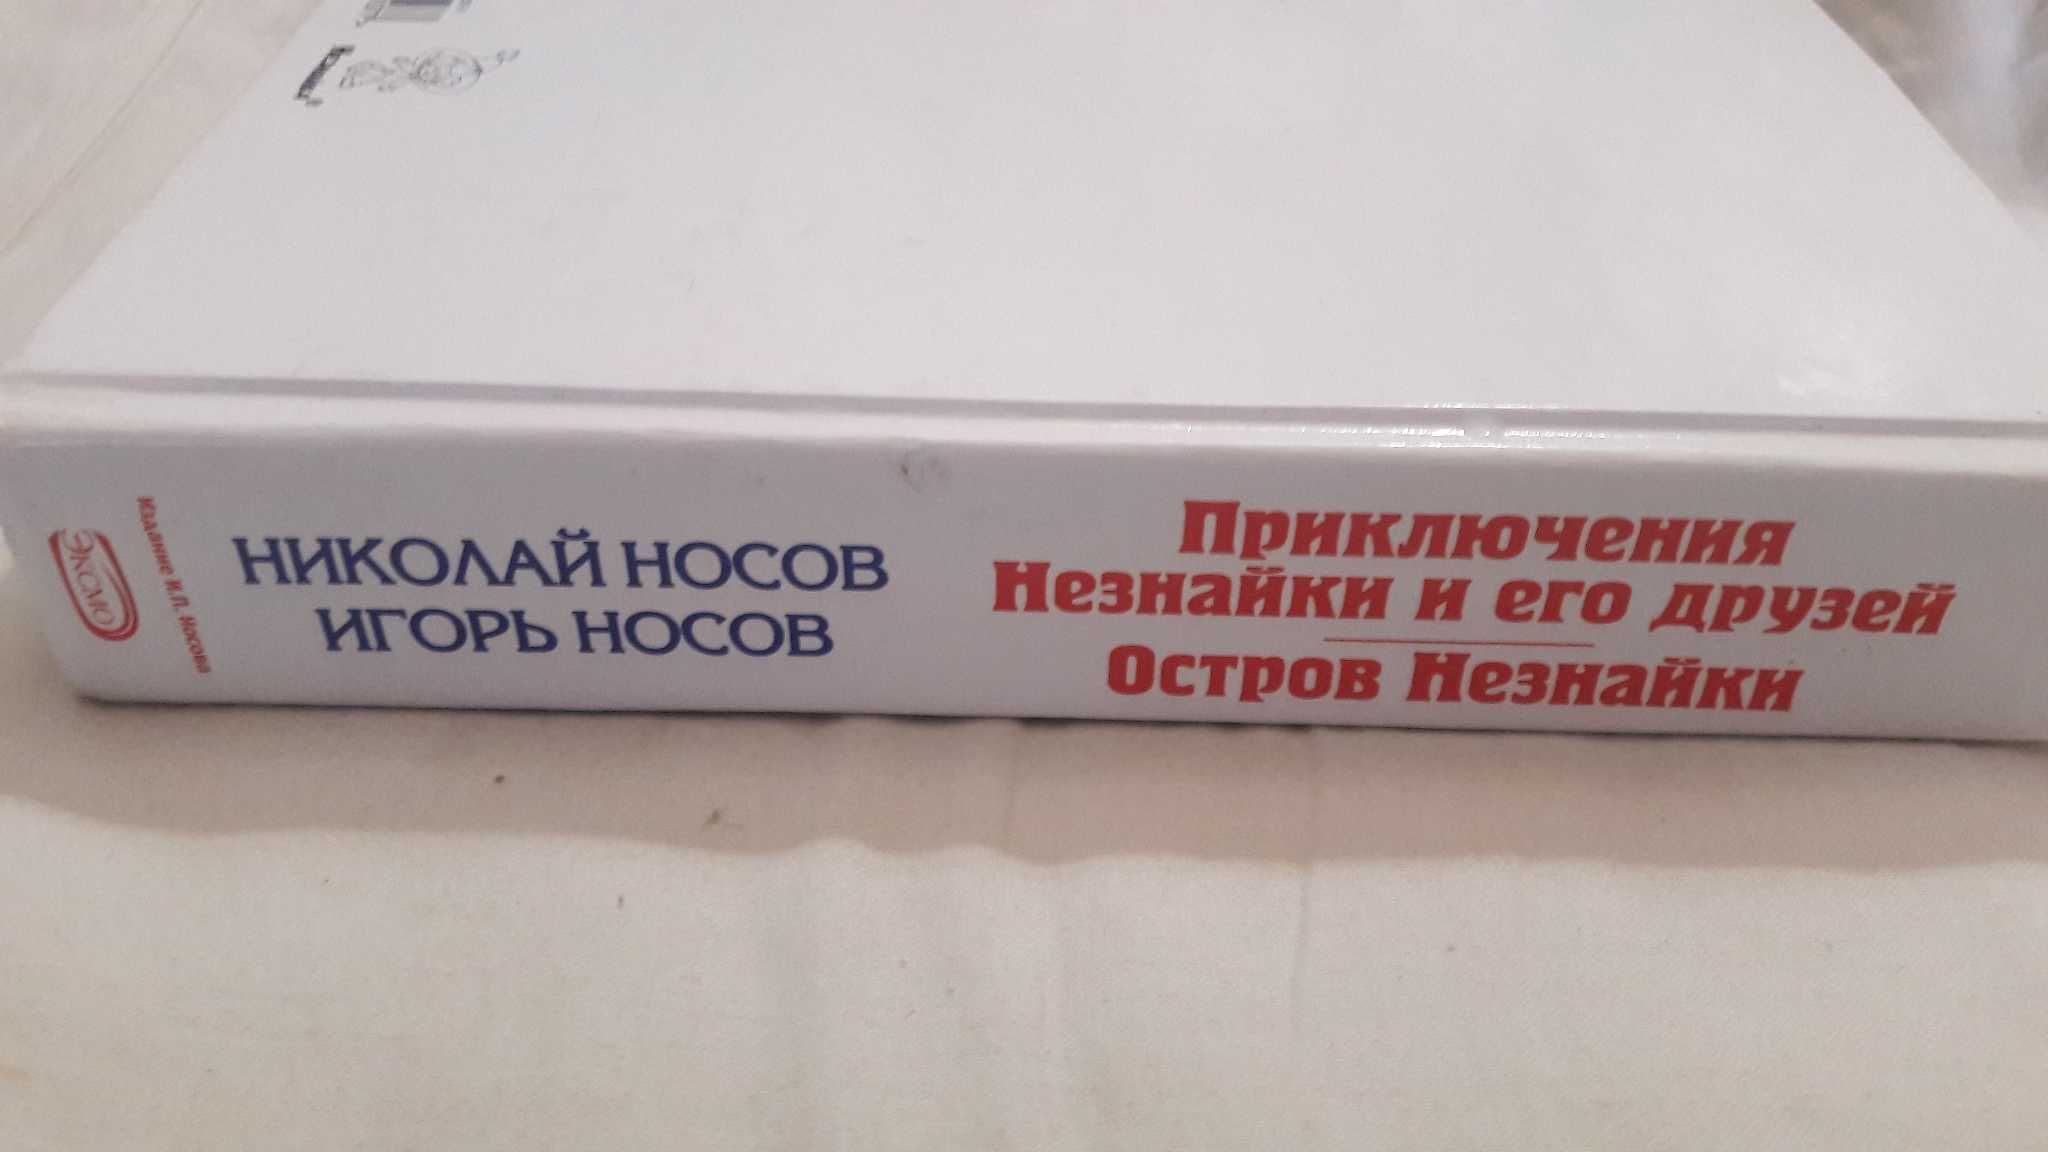 ЭКСМО
Издание И.П. Носова
НИКОЛАЙ НОСОВ
ИГОРЬ НОСОВ
Приключения
Незнайки и его друзей
Остров Незнайки